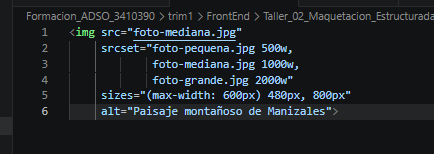 Formacion_ADSO_3410390 > trim1 > FrontEnd > Taller_02_Maquetacion_Estructurada
1 <img src="foto-mediana.jpg"
2 srcset="foto-pequena.jpg 500w,
3 foto-mediana.jpg 1000w,
4 foto-grande.jpg 2000w"
5 sizes="(max-width: 600px) 480px, 800px"
6 alt="Paisaje montañoso de Manizales">